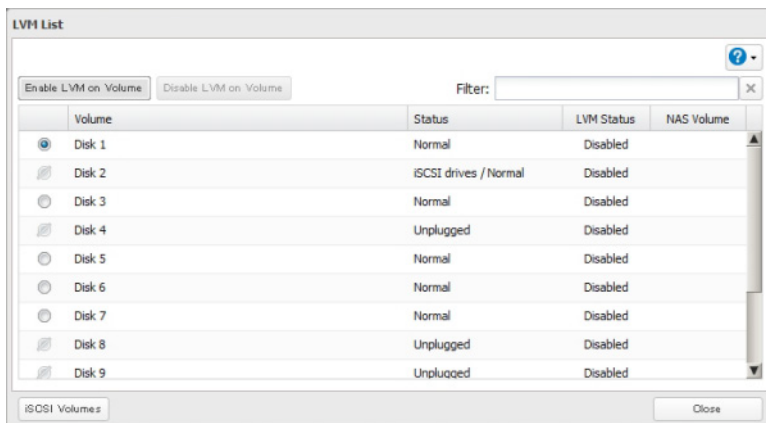 LVM List
?
Enable LVM on Volume Disable LVM on Volume Filter:
Volume Status LVM Status NAS Volume
Disk 1 Normal Disabled
Disk 2 iSCSI drives / Normal Disabled
Disk 3 Normal Disabled
Disk 4 Unplugged Disabled
Disk 5 Normal Disabled
Disk 6 Normal Disabled
Disk 7 Normal Disabled
Disk 8 Unplugged Disabled
Disk 9 Unplugged Disabled
iSCSI Volumes Close